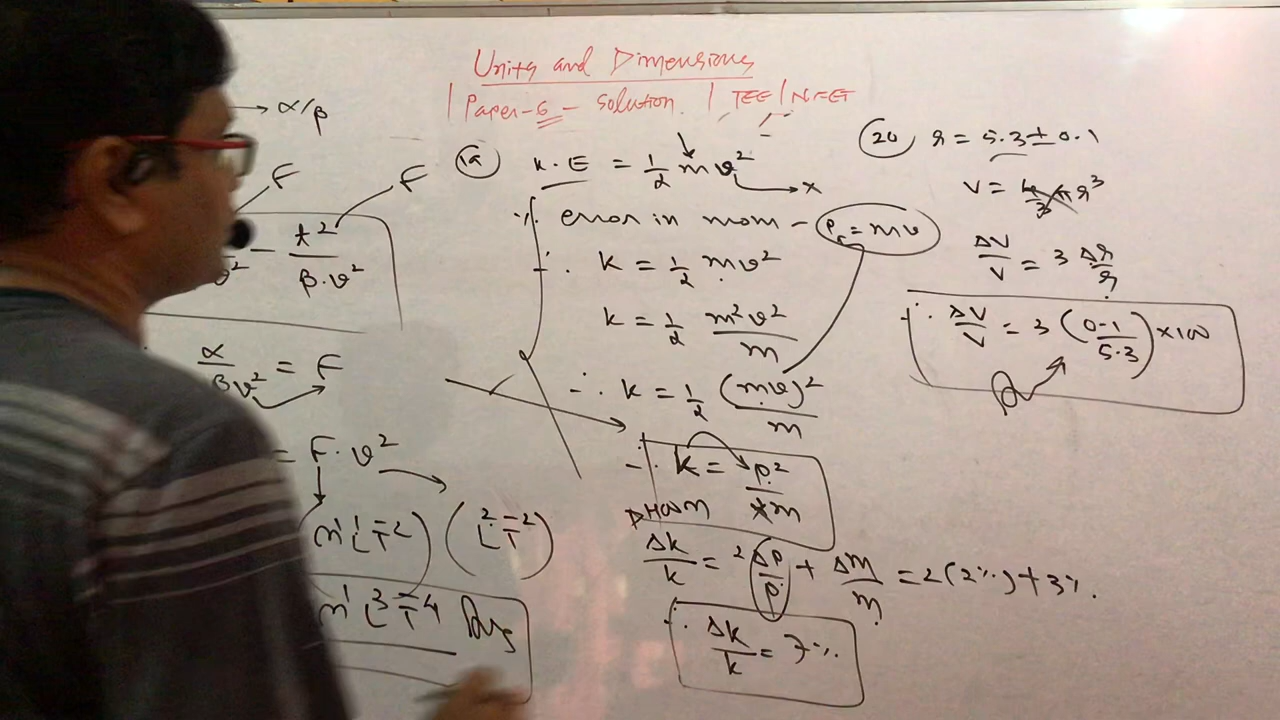 Units and Dimensions
| Paper-6 - Solution. | JEE | NEET
→ α/β
F
F
v² - t²/β·v²
α/βv² = F
= F·v²
(M¹L¹T⁻²) (L²T⁻²)
M¹L³T⁻⁴ Ans
(19) K·E = 1/2 mv²
→ x
% error in mom - P = mv
∴ K = 1/2 mv²
K = 1/2 m²v²/m
∴ K = 1/2 (mv)²/m
∴ K = P²/2m
ΔK/K = 2 ΔP/P + Δm/m = 2(2%) + 3%.
∴ ΔK/K = 7%.
(20) r = 5.3 ± 0.1
V = 4/3 π r³
ΔV/V = 3 Δr/r
∴ ΔV/V = 3 (0.1/5.3) × 100